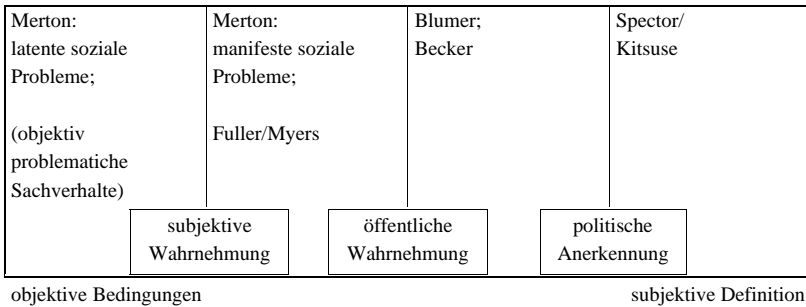 Merton:
latente soziale
Probleme;
(objektiv
problematiche
Sachverhalte)
Merton:
manifeste soziale
Probleme;
Fuller/Myers
Blumer;
Becker
Spector/
Kitsuse
subjektive
Wahrnehmung
öffentliche
Wahrnehmung
politische
Anerkennung
objektive Bedingungen
subjektive Definition